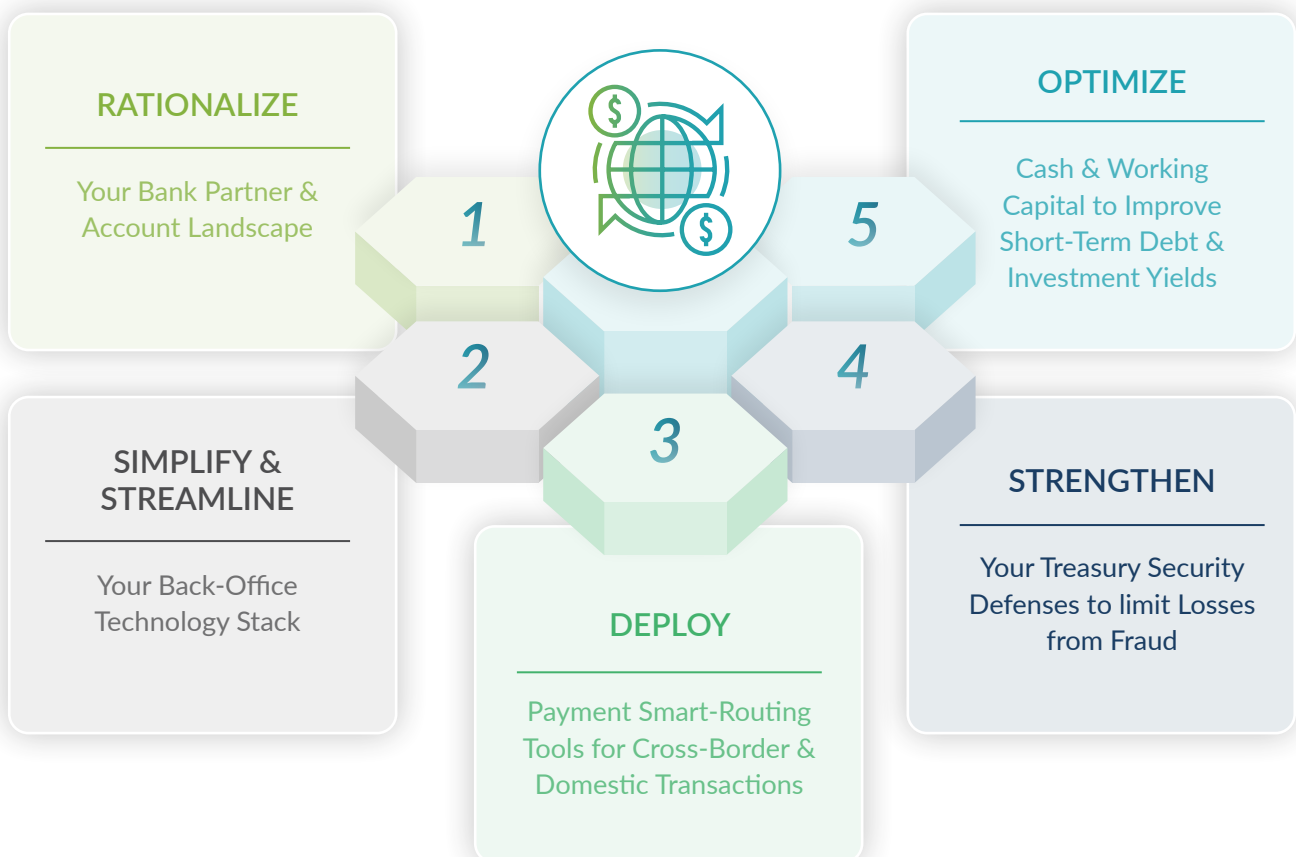 RATIONALIZE
Your Bank Partner &
Account Landscape
1
SIMPLIFY &
STREAMLINE
Your Back-Office
Technology Stack
2
DEPLOY
Payment Smart-Routing
Tools for Cross-Border &
Domestic Transactions
3
STRENGTHEN
Your Treasury Security
Defenses to limit Losses
from Fraud
4
OPTIMIZE
Cash & Working
Capital to Improve
Short-Term Debt &
Investment Yields
5
$
$